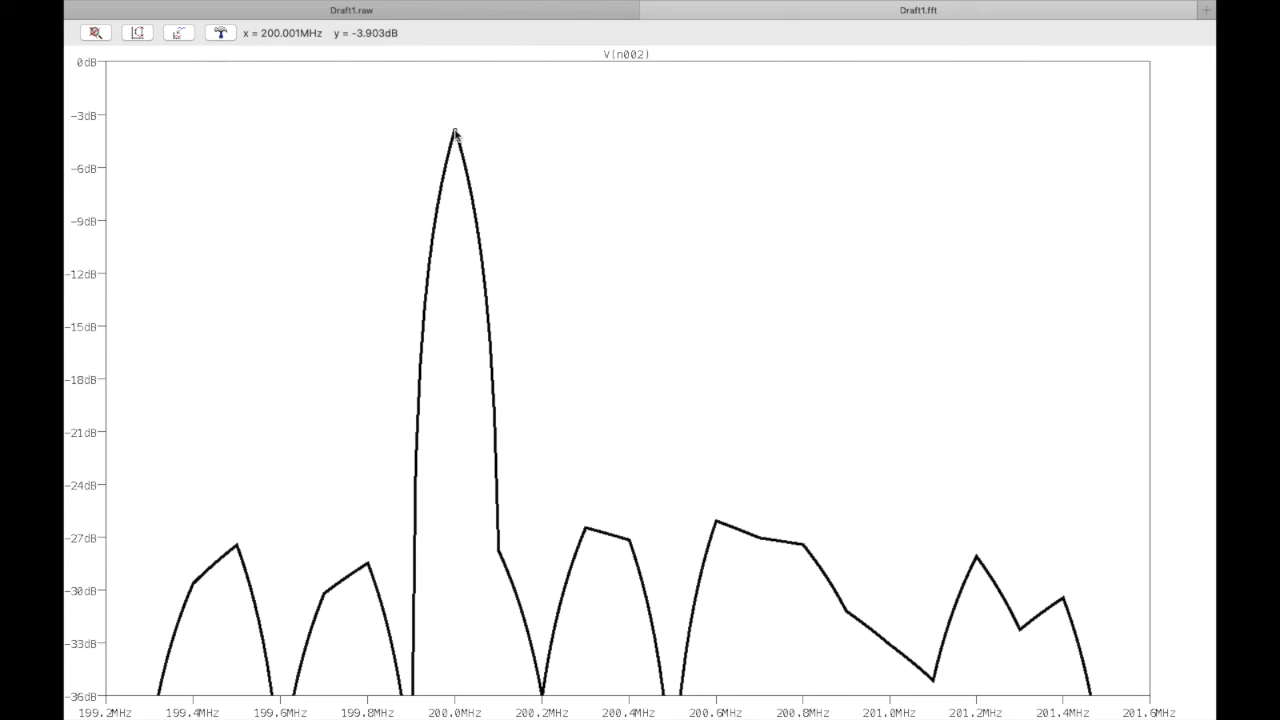 Draft1.raw
Draft1.fft
+
x = 200.001MHz y = -3.903dB
V(n002)
0dB
-3dB
-6dB
-9dB
-12dB
-15dB
-18dB
-21dB
-24dB
-27dB
-30dB
-33dB
-36dB
199.2MHz 199.4MHz 199.6MHz 199.8MHz 200.0MHz 200.2MHz 200.4MHz 200.6MHz 200.8MHz 201.0MHz 201.2MHz 201.4MHz 201.6MHz